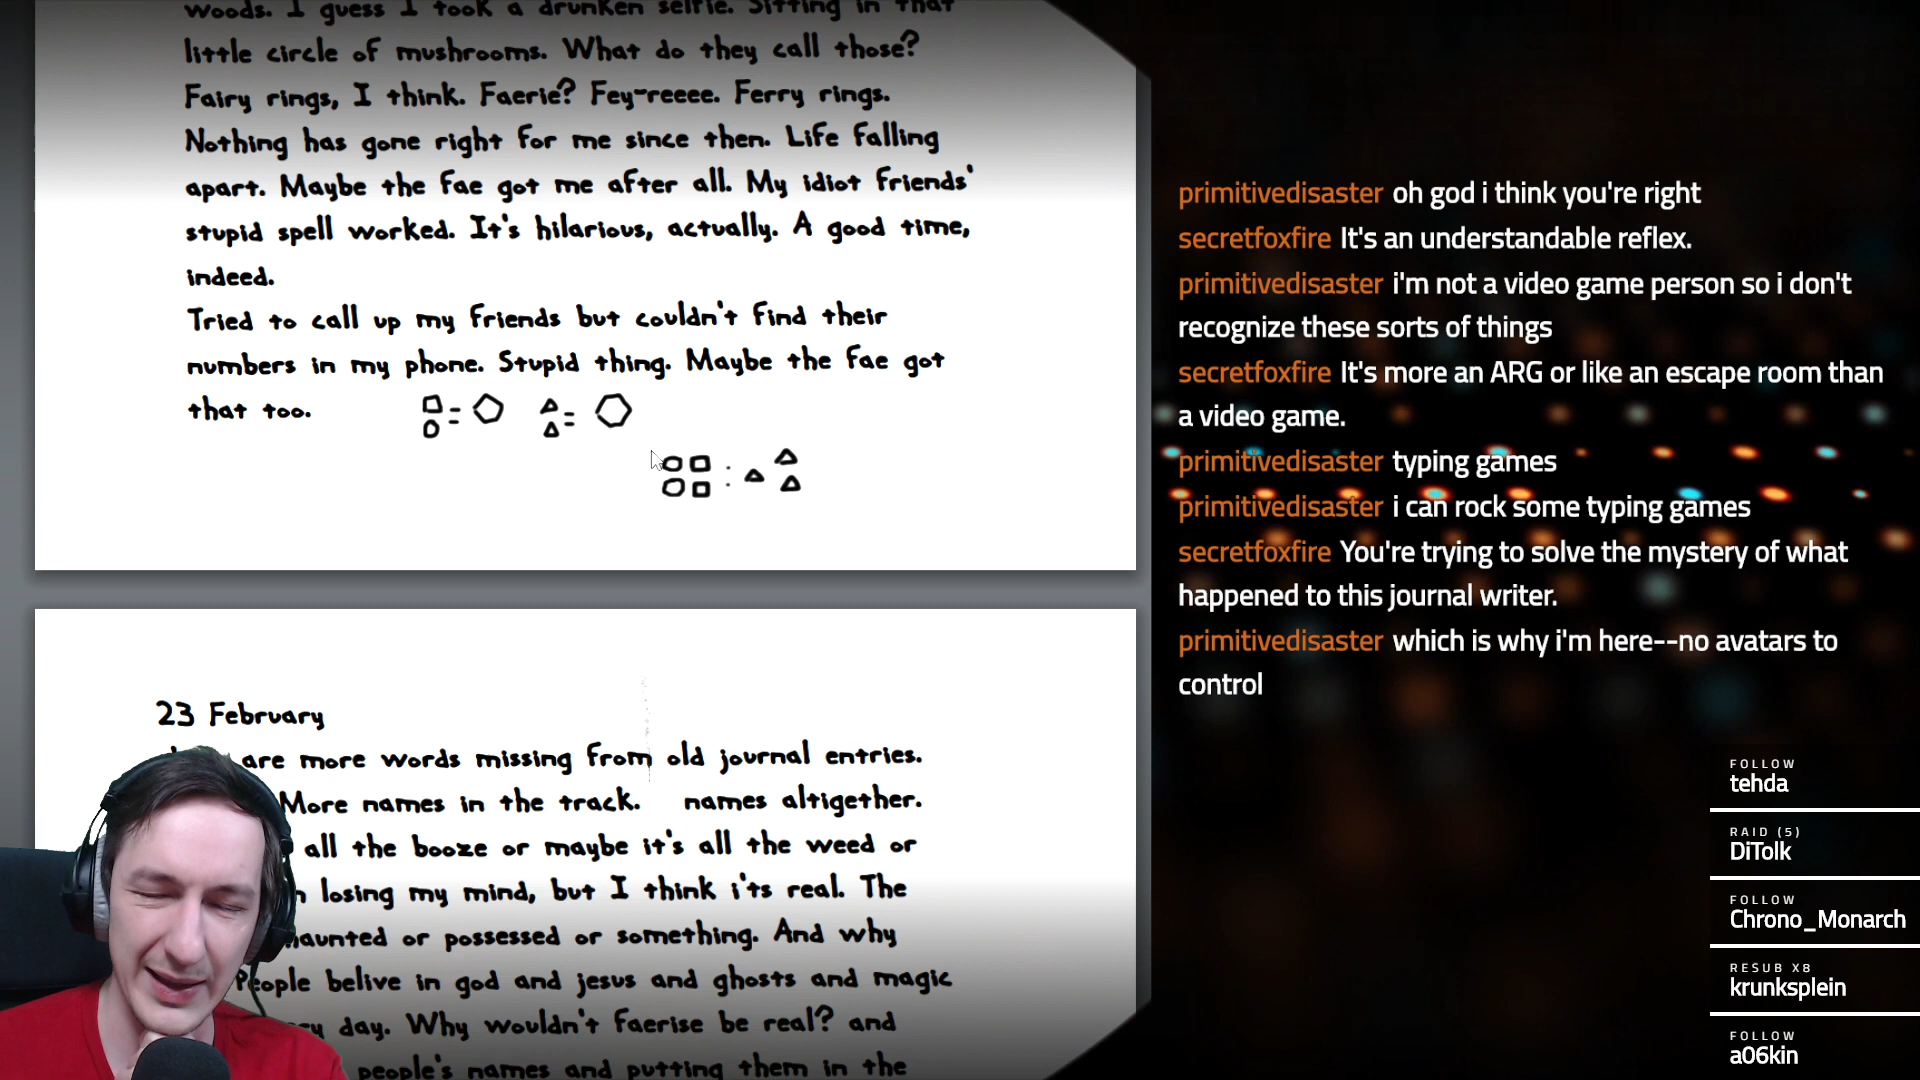 woods. I guess I took a drunken selfie. Sitting in that
little circle of mushrooms. What do they call those?
Fairy rings, I think. Faerie? Fey-reeee. Ferry rings.
Nothing has gone right for me since then. Life falling
apart. Maybe the fae got me after all. My idiot friends'
stupid spell worked. It's hilarious, actually. A good time,
indeed.
Tried to call up my friends but couldn't find their
numbers in my phone. Stupid thing. Maybe the fae got
that too.
23 February
are more words missing from old journal entries.
More names in the track. names altigether.
all the booze or maybe it's all the weed or
losing my mind, but I think i'ts real. The
haunted or possessed or something. And why
People belive in god and jesus and ghosts and magic
day. Why wouldn't faerise be real? and
people's names and putting them in the
primitivedisaster oh god i think you're right
secretfoxfire It's an understandable reflex.
primitivedisaster i'm not a video game person so i don't
recognize these sorts of things
secretfoxfire It's more an ARG or like an escape room than
a video game.
primitivedisaster typing games
primitivedisaster i can rock some typing games
secretfoxfire You're trying to solve the mystery of what
happened to this journal writer.
primitivedisaster which is why i'm here--no avatars to
control
FOLLOW
tehda
RAID (5)
DiTolk
FOLLOW
Chrono_Monarch
RESUB X8
krunksplein
FOLLOW
a06kin